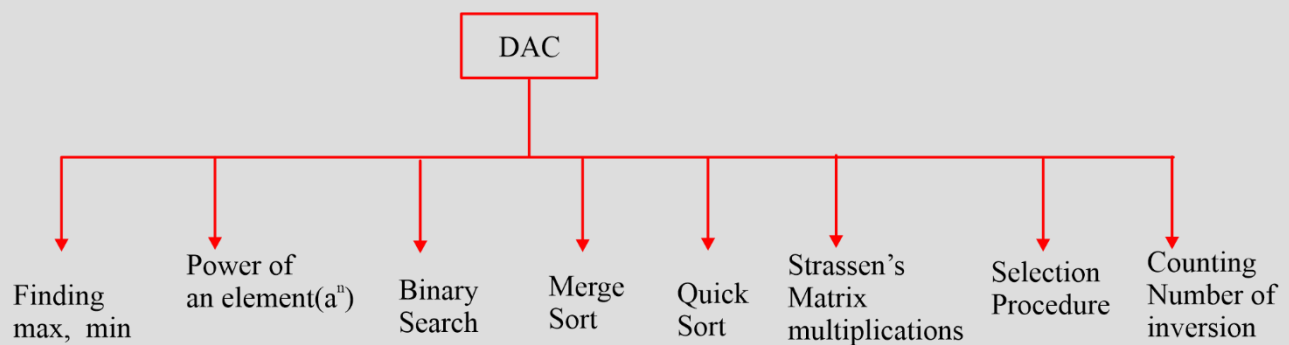 DAC
Finding
max, min
Power of
an element(aⁿ)
Binary
Search
Merge
Sort
Quick
Sort
Strassen’s
Matrix
multiplications
Selection
Procedure
Counting
Number of
inversion